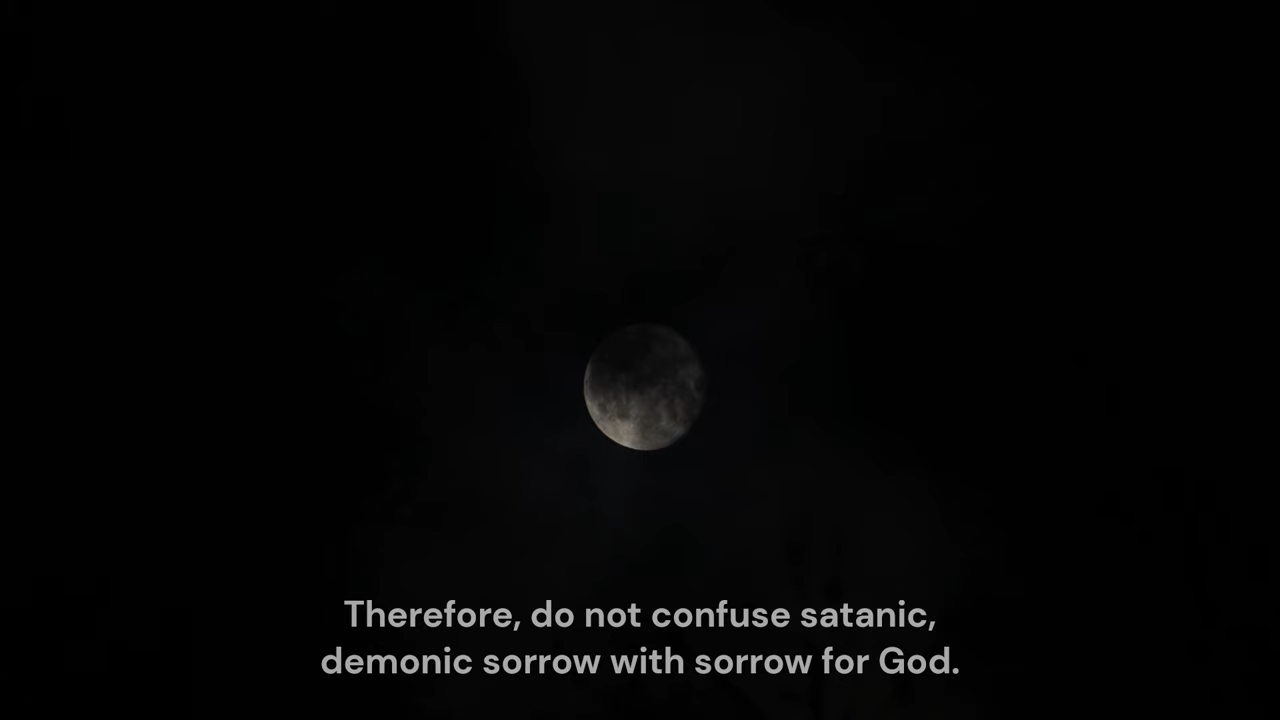 Therefore, do not confuse satanic,
demonic sorrow with sorrow for God.